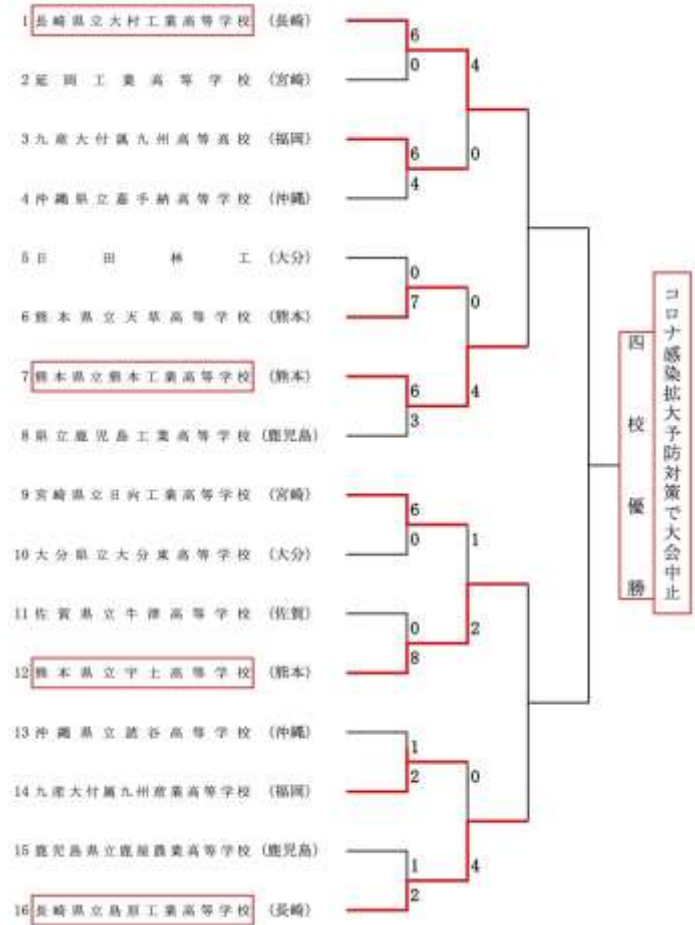 1 長崎県立大村工業高等学校 (長崎)
2 延岡工業高等学校 (宮崎)
3 九産大付属九州高等高校 (福岡)
4 沖縄県立嘉手納高等学校 (沖縄)
5 日田林工 (大分)
6 熊本県立天草高等学校 (熊本)
7 熊本県立熊本工業高等学校 (熊本)
8 県立鹿児島工業高等学校 (鹿児島)
9 宮崎県立日向工業高等学校 (宮崎)
10 大分県立大分東高等学校 (大分)
11 佐賀県立牛津高等学校 (佐賀)
12 熊本県立宇土高等学校 (熊本)
13 沖縄県立読谷高等学校 (沖縄)
14 九産大付属九州産業高等学校 (福岡)
15 鹿児島県立鹿屋農業高等学校 (鹿児島)
16 長崎県立島原工業高等学校 (長崎)
6
0
6
4
0
7
6
3
6
0
0
8
1
2
1
2
4
0
0
4
1
2
0
4
四校優勝
コロナ感染拡大予防対策で大会中止